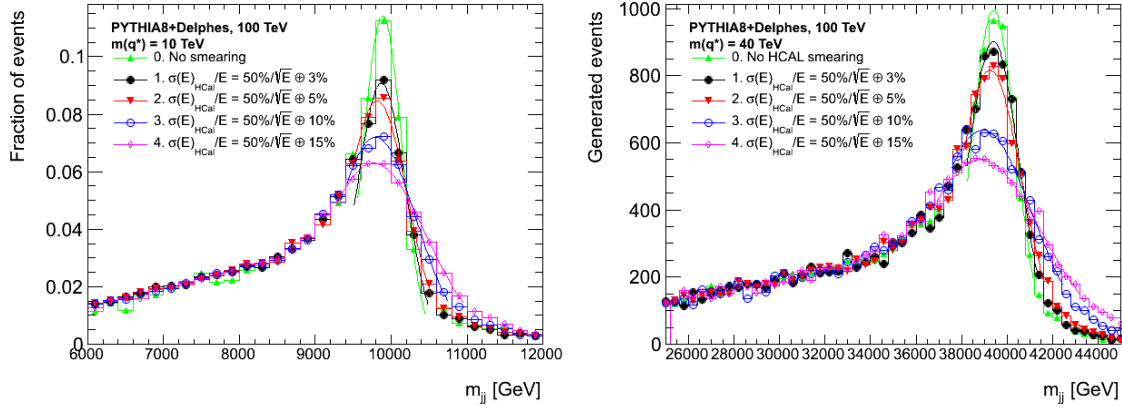 PYTHIA8+Delphes, 100 TeV
m(q*) = 10 TeV
0. No smearing
1. σ(E)HCal/E = 50%/√E ⊕ 3%
2. σ(E)HCal/E = 50%/√E ⊕ 5%
3. σ(E)HCal/E = 50%/√E ⊕ 10%
4. σ(E)HCal/E = 50%/√E ⊕ 15%
Fraction of events
0.1
0.08
0.06
0.04
0.02
0
6000 7000 8000 9000 10000 11000 12000
mjj [GeV]
PYTHIA8+Delphes, 100 TeV
m(q*) = 40 TeV
0. No HCAL smearing
1. σ(E)HCal/E = 50%/√E ⊕ 3%
2. σ(E)HCal/E = 50%/√E ⊕ 5%
3. σ(E)HCal/E = 50%/√E ⊕ 10%
4. σ(E)HCal/E = 50%/√E ⊕ 15%
Generated events
1000
800
600
400
200
0
26000 28000 30000 32000 34000 36000 38000 40000 42000 44000
mjj [GeV]